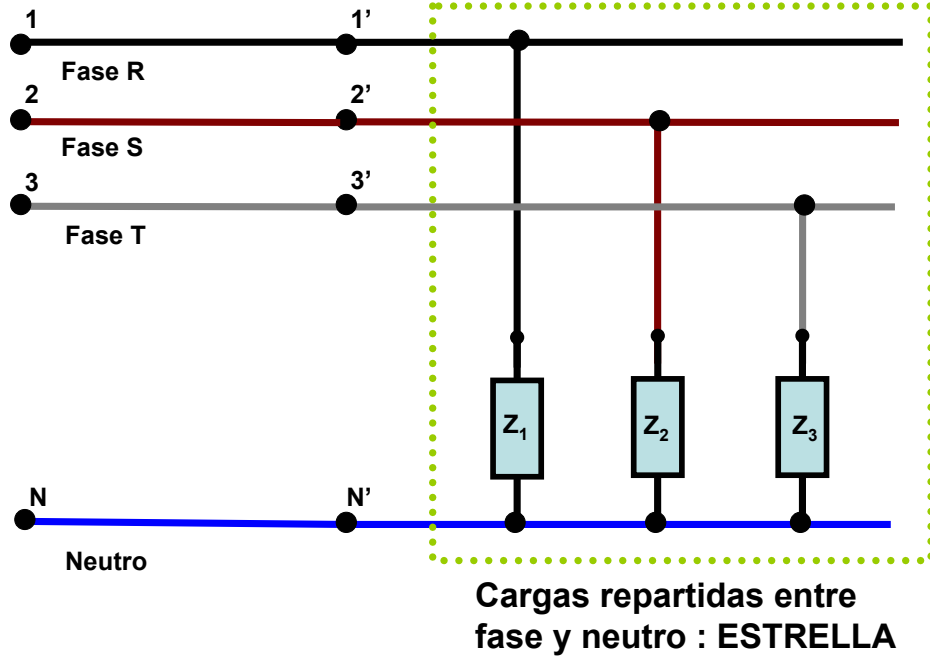 1 1’
Fase R
2 2’
Fase S
3 3’
Fase T
Z1 Z2 Z3
N N’
Neutro
Cargas repartidas entre
fase y neutro : ESTRELLA